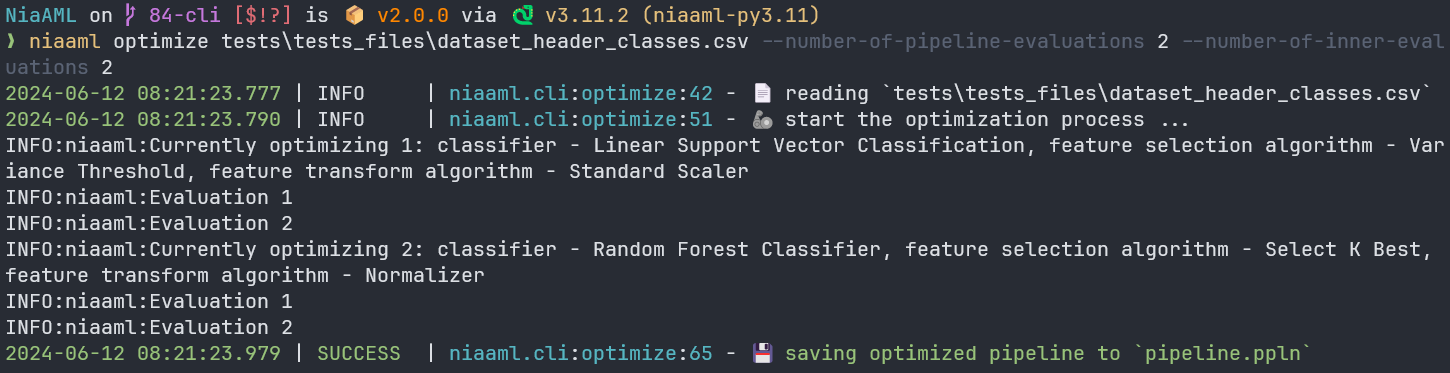 NiaAML on  84-cli [$!?] is 📦 v2.0.0 via 🐍 v3.11.2 (niaaml-py3.11)
❯ niaaml optimize tests\tests_files\dataset_header_classes.csv --number-of-pipeline-evaluations 2 --number-of-inner-eval
uations 2
2024-06-12 08:21:23.777 | INFO     | niaaml.cli:optimize:42 - 📄 reading `tests\tests_files\dataset_header_classes.csv`
2024-06-12 08:21:23.790 | INFO     | niaaml.cli:optimize:51 - 🦾 start the optimization process ...
INFO:niaaml:Currently optimizing 1: classifier - Linear Support Vector Classification, feature selection algorithm - Var
iance Threshold, feature transform algorithm - Standard Scaler
INFO:niaaml:Evaluation 1
INFO:niaaml:Evaluation 2
INFO:niaaml:Currently optimizing 2: classifier - Random Forest Classifier, feature selection algorithm - Select K Best,
feature transform algorithm - Normalizer
INFO:niaaml:Evaluation 1
INFO:niaaml:Evaluation 2
2024-06-12 08:21:23.979 | SUCCESS  | niaaml.cli:optimize:65 - 💾 saving optimized pipeline to `pipeline.ppln`